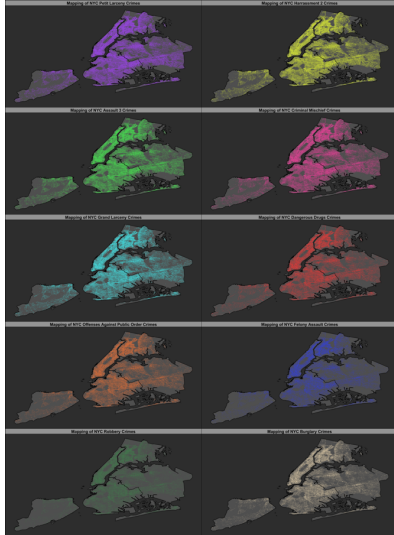 Mapping of NYC Petit Larceny Crimes
Mapping of NYC Harrassment 2 Crimes
Mapping of NYC Assault 3 Crimes
Mapping of NYC Criminal Mischief Crimes
Mapping of NYC Grand Larceny Crimes
Mapping of NYC Dangerous Drugs Crimes
Mapping of NYC Offenses Against Public Order Crimes
Mapping of NYC Felony Assault Crimes
Mapping of NYC Robbery Crimes
Mapping of NYC Burglary Crimes